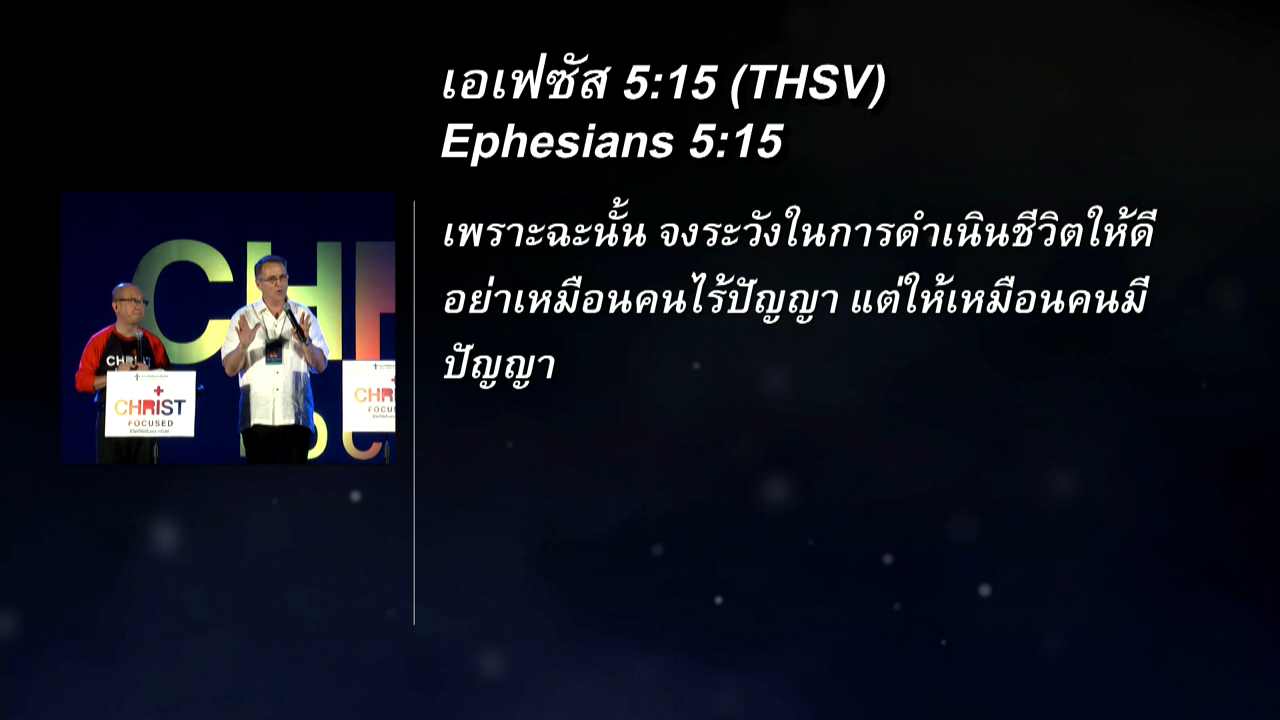 เอเฟซัส 5:15 (THSV)
Ephesians 5:15
เพราะฉะนั้น จงระวังในการดำเนินชีวิตให้ดี
อย่าเหมือนคนไร้ปัญญา แต่ให้เหมือนคนมี
ปัญญา
CHR
CHRIST
CHRIST
FOCUSED
CHRI
FOCUS